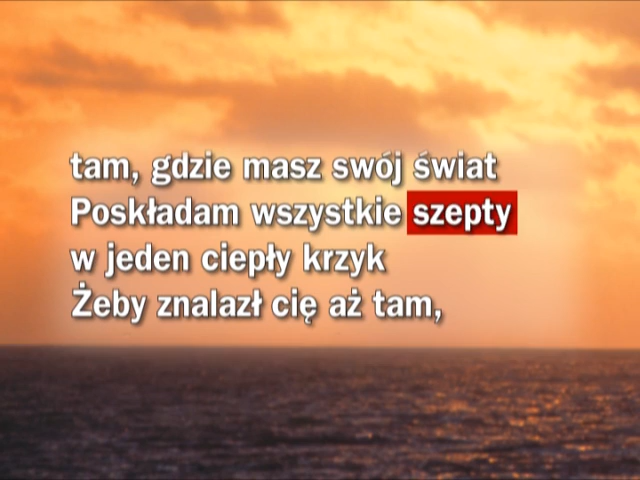 tam, gdzie masz swój świat
Poskładam wszystkie szepty
w jeden ciepły krzyk
Żeby znalazł cię aż tam,